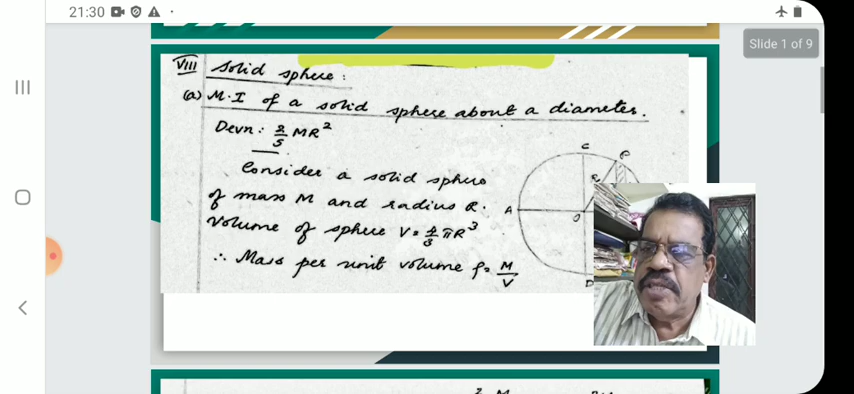 21:30
Slide 1 of 9
VIII Solid sphere :
(a) M.I of a solid sphere about a diameter.
Devn : 2/5 MR²
Consider a solid sphere
of mass M and radius R.
Volume of sphere V = 4/3 πR³
∴ Mass per unit volume ρ = M/V
C
P
R
A
O
D